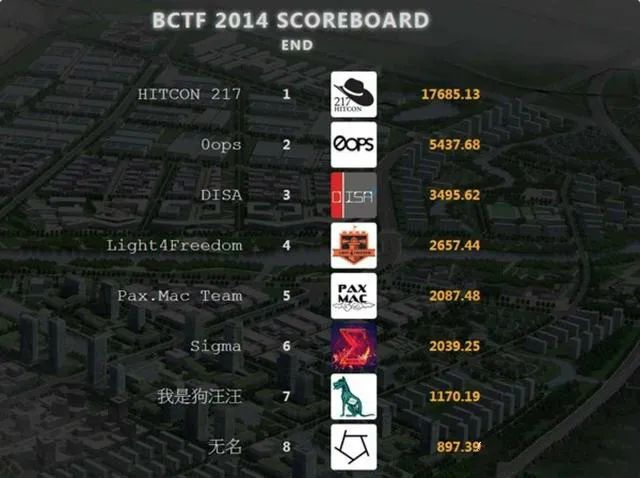 BCTF 2014 SCOREBOARD
END
HITCON 217 1 217 HITCON 17685.13
0ops 2 0OPS 5437.68
DISA 3 DISA 3495.62
Light4Freedom 4 2657.44
Pax.Mac Team 5 PAX MAC 2087.48
Sigma 6 2039.25
我是狗汪汪 7 1170.19
无名 8 897.39